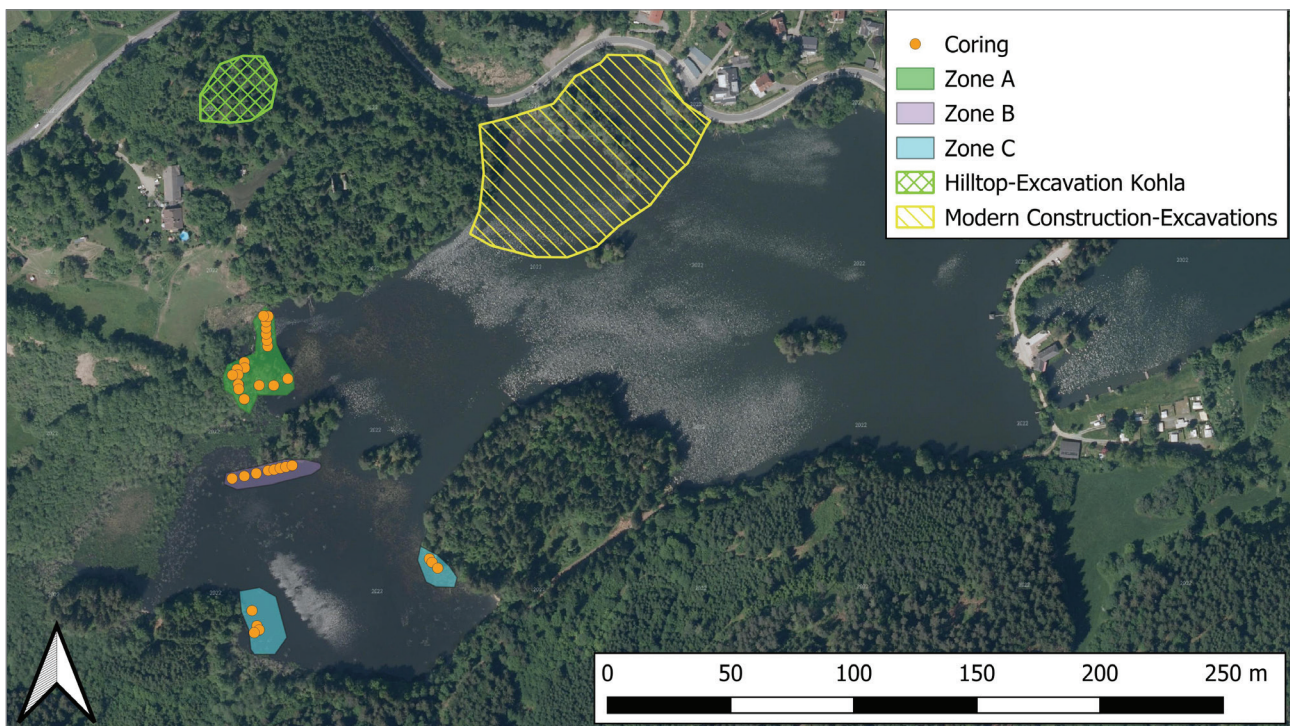 Coring
Zone A
Zone B
Zone C
Hilltop-Excavation Kohla
Modern Construction-Excavations
0 50 100 150 200 250 m